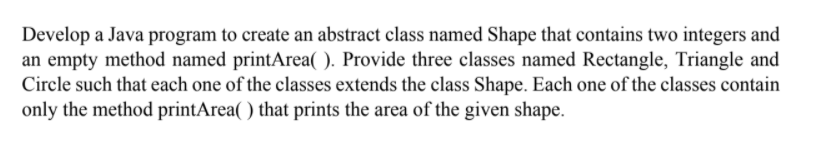 Develop a Java program to create an abstract class named Shape that contains two integers and
an empty method named printArea( ). Provide three classes named Rectangle, Triangle and
Circle such that each one of the classes extends the class Shape. Each one of the classes contain
only the method printArea( ) that prints the area of the given shape.